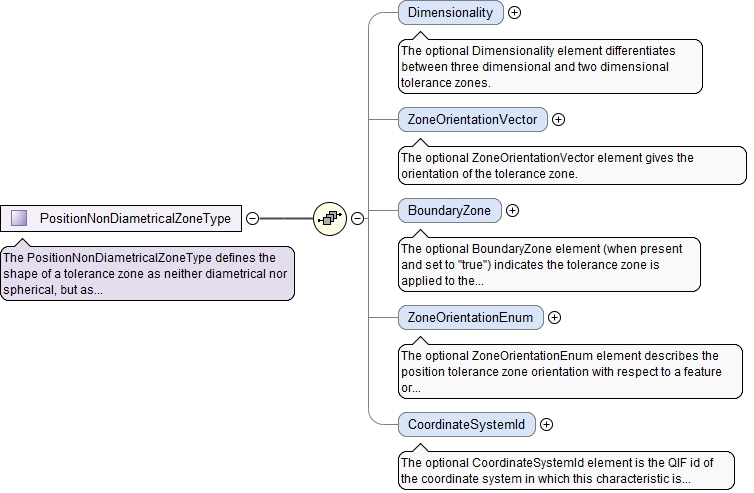 Dimensionality
The optional Dimensionality element differentiates
between three dimensional and two dimensional
tolerance zones.
ZoneOrientationVector
The optional ZoneOrientationVector element gives the
orientation of the tolerance zone.
PositionNonDiametricalZoneType
The PositionNonDiametricalZoneType defines the
shape of a tolerance zone as neither diametrical nor
spherical, but as...
BoundaryZone
The optional BoundaryZone element (when present
and set to "true") indicates the tolerance zone is
applied to the...
ZoneOrientationEnum
The optional ZoneOrientationEnum element describes the
position tolerance zone orientation with respect to a feature
or...
CoordinateSystemId
The optional CoordinateSystemId element is the QIF id of
the coordinate system in which this characteristic is...